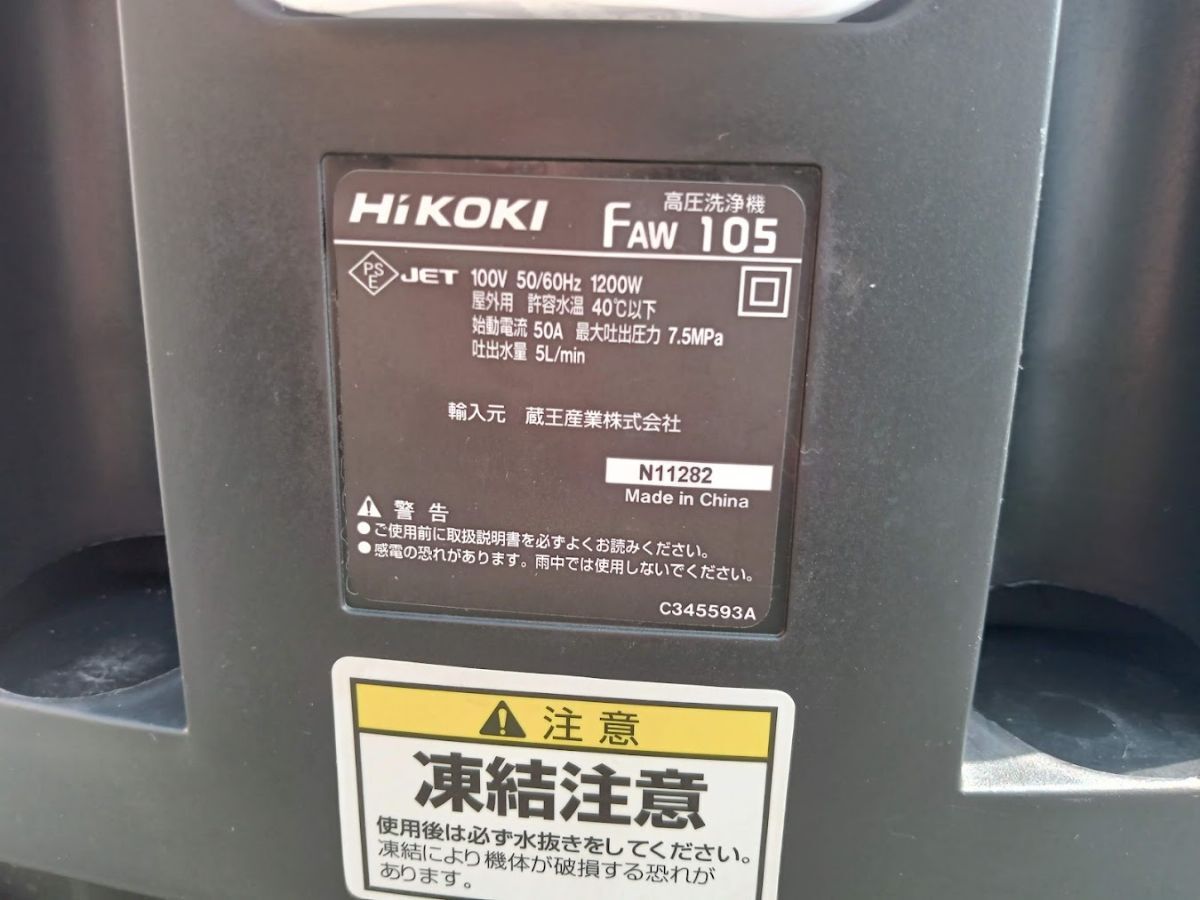 HiKOKI
高圧洗浄機
FAW 105
PSE JET 100V 50/60Hz 1200W
屋外用 許容水温 40℃以下
始動電流 50A 最大吐出圧力 7.5MPa
吐出水量 5L/min
輸入元 蔵王産業株式会社
N11282
Made in China
警告
●ご使用前に取扱説明書を必ずよくお読みください。
●感電の恐れがあります。雨中では使用しないでください。
C345593A
注意
凍結注意
使用後は必ず水抜きをしてください。
凍結により機体が破損する恐れが
あります。